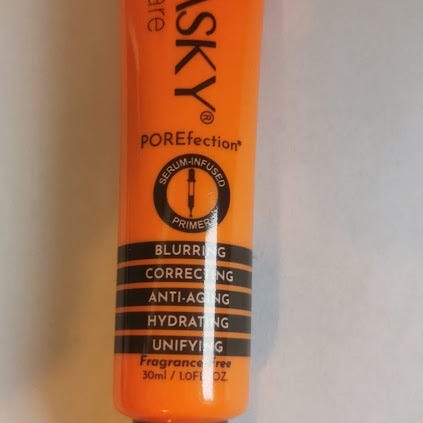 ASKY®
are
POREfection®
SERUM-INFUSED
PRIMER
BLURRING
CORRECTING
ANTI-AGING
HYDRATING
UNIFYING
Fragrance Free
30ml / 1.0FL OZ.